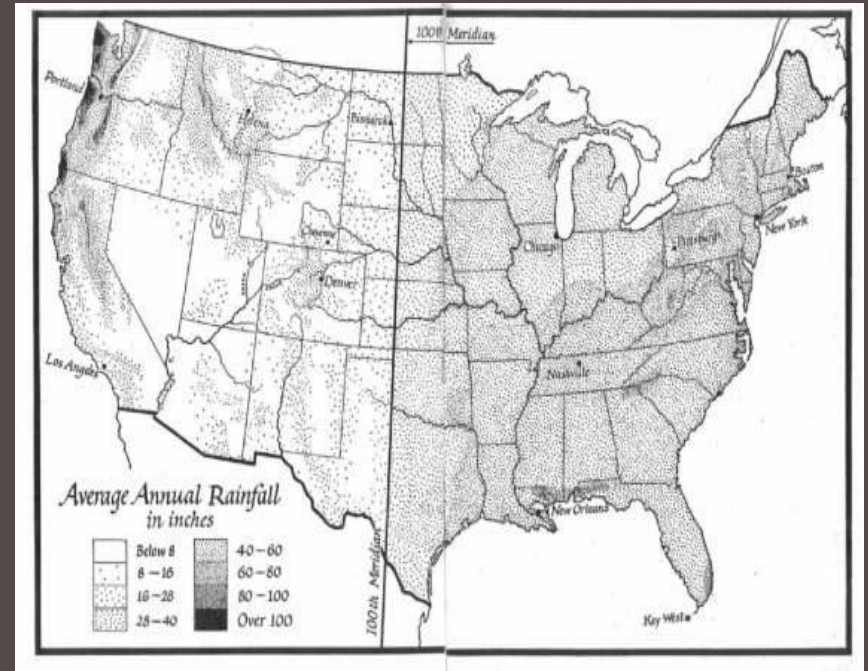 100th Meridian
Portland
Helena
Bismarck
Cheyenne
Denver
Los Angeles
Chicago
Pittsburgh
Boston
New York
Nashville
New Orleans
Key West
100th Meridian
Average Annual Rainfall
in inches
Below 8
8-16
16-28
28-40
40-60
60-80
80-100
Over 100